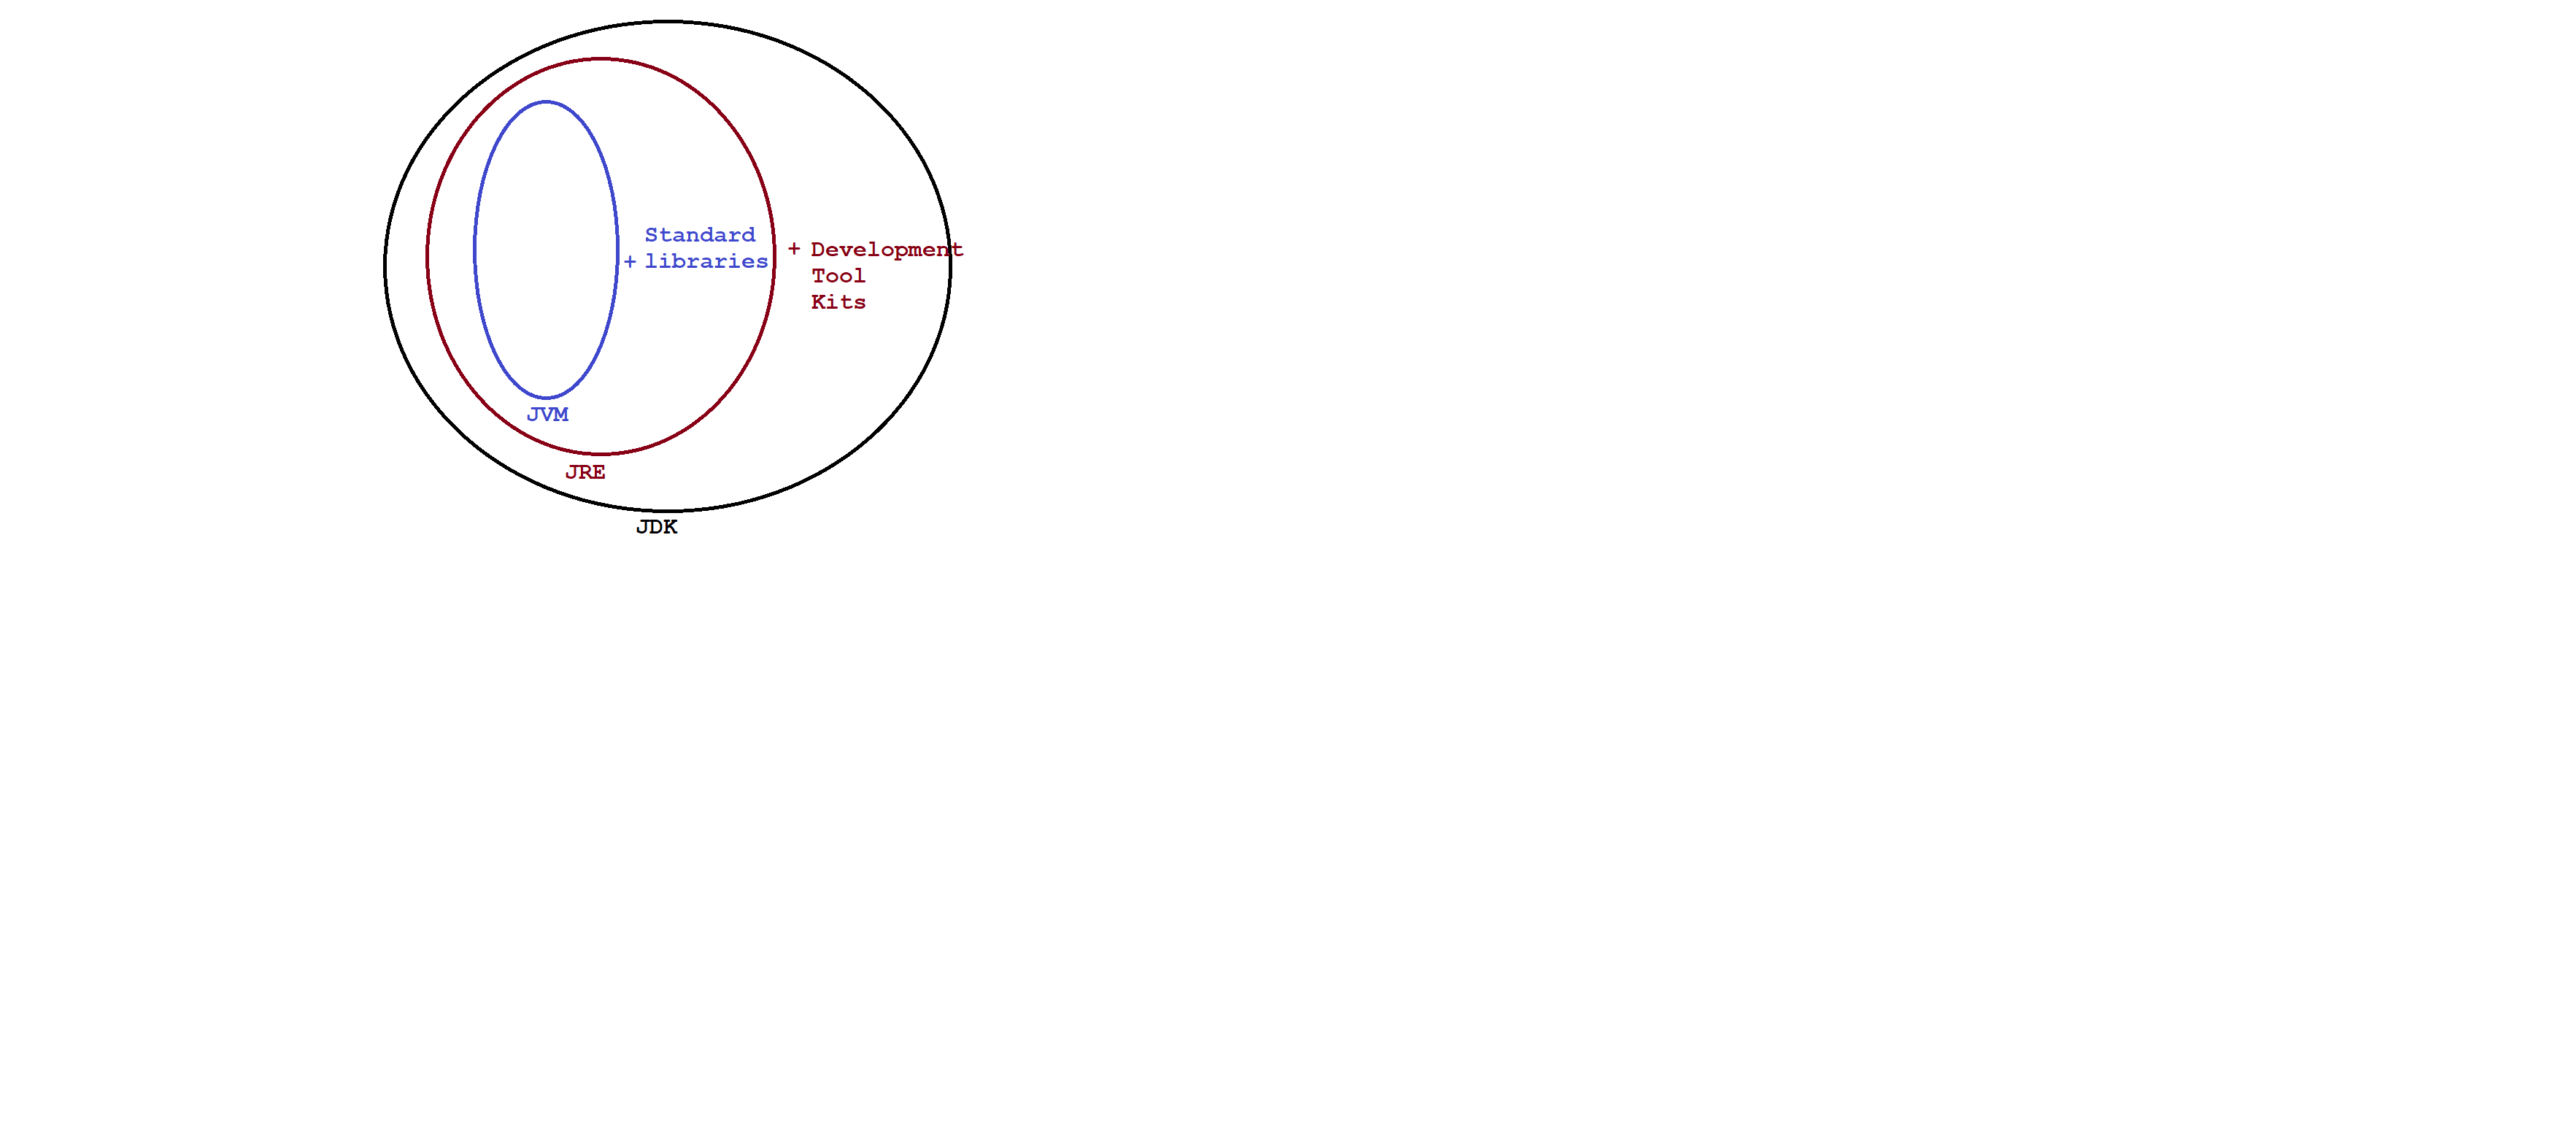 Standard
+ libraries
+ Development
Tool
Kits
JVM
JRE
JDK